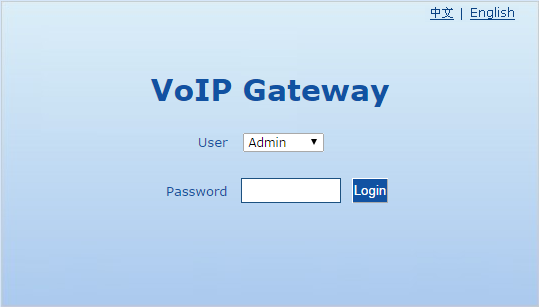 中文 | English
VoIP Gateway
User Admin
Password Login